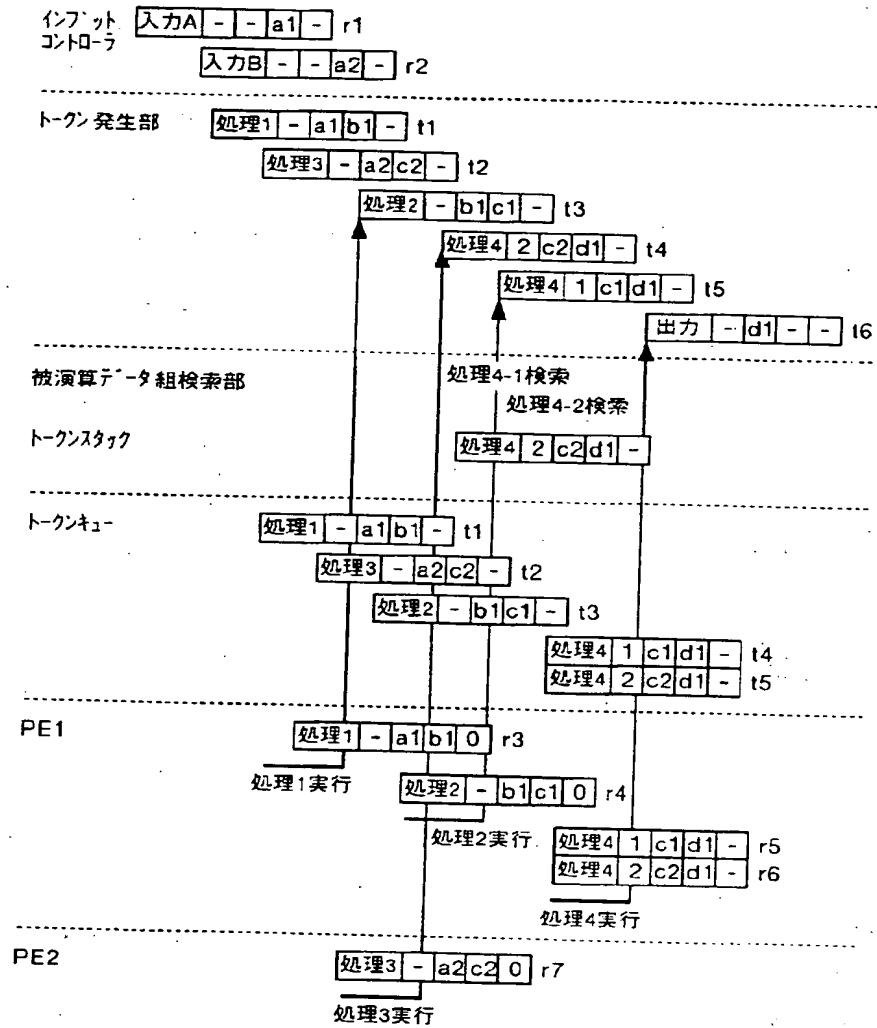 インプット
コントローラ
入力A - - a1 - r1
入力B - - a2 - r2
トークン発生部
処理1 - a1 b1 - t1
処理3 - a2 c2 - t2
処理2 - b1 c1 - t3
処理4 2 c2 d1 - t4
処理4 1 c1 d1 - t5
出力 - d1 - - t6
被演算データ組検索部
処理4-1検索
処理4-2検索
トークンスタック
処理4 2 c2 d1 -
トークンキュー
処理1 - a1 b1 - t1
処理3 - a2 c2 - t2
処理2 - b1 c1 - t3
処理4 1 c1 d1 - t4
処理4 2 c2 d1 - t5
PE1
処理1 - a1 b1 0 r3
処理1実行
処理2 - b1 c1 0 r4
処理2実行
処理4 1 c1 d1 - r5
処理4 2 c2 d1 - r6
処理4実行
PE2
処理3 - a2 c2 0 r7
処理3実行